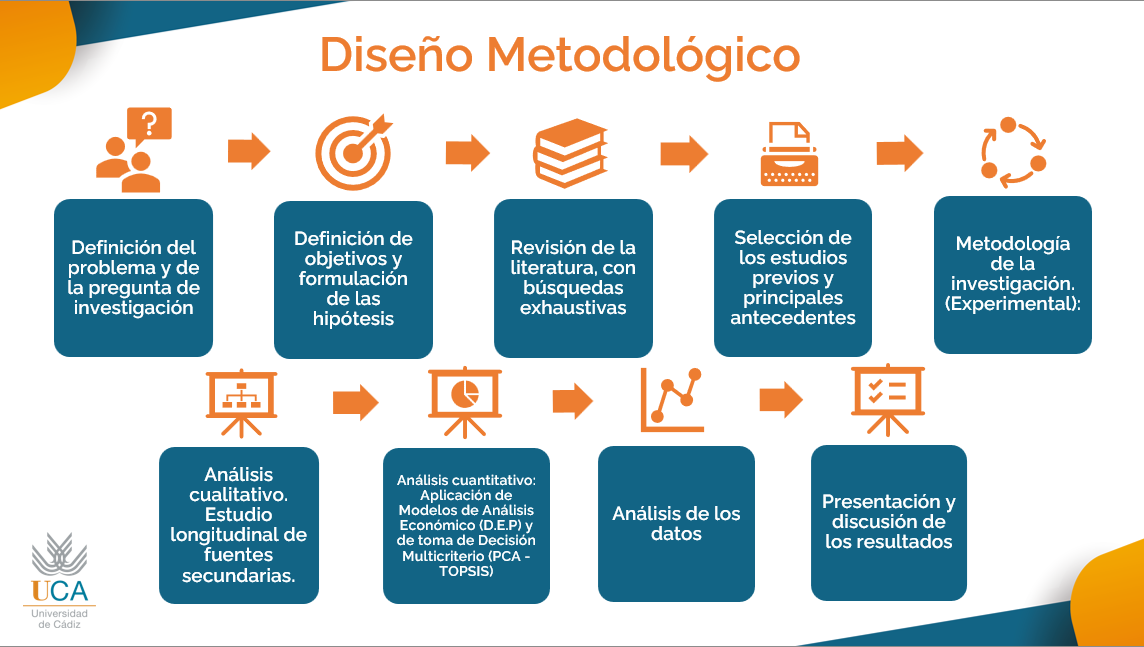 Diseño Metodológico
?
Definición del
problema y de
la pregunta de
investigación
Definición de
objetivos y
formulación
de las
hipótesis
Revisión de la
literatura, con
búsquedas
exhaustivas
Selección de
los estudios
previos y
principales
antecedentes
Metodología
de la
investigación.
(Experimental):
Análisis
cualitativo.
Estudio
longitudinal de
fuentes
secundarias.
Análisis cuantitativo:
Aplicación de
Modelos de Análisis
Económico (D.E.P) y
de toma de Decisión
Multicriterio (PCA -
TOPSIS)
Análisis de los
datos
Presentación y
discusión de
los resultados
UCA
Universidad
de Cádiz